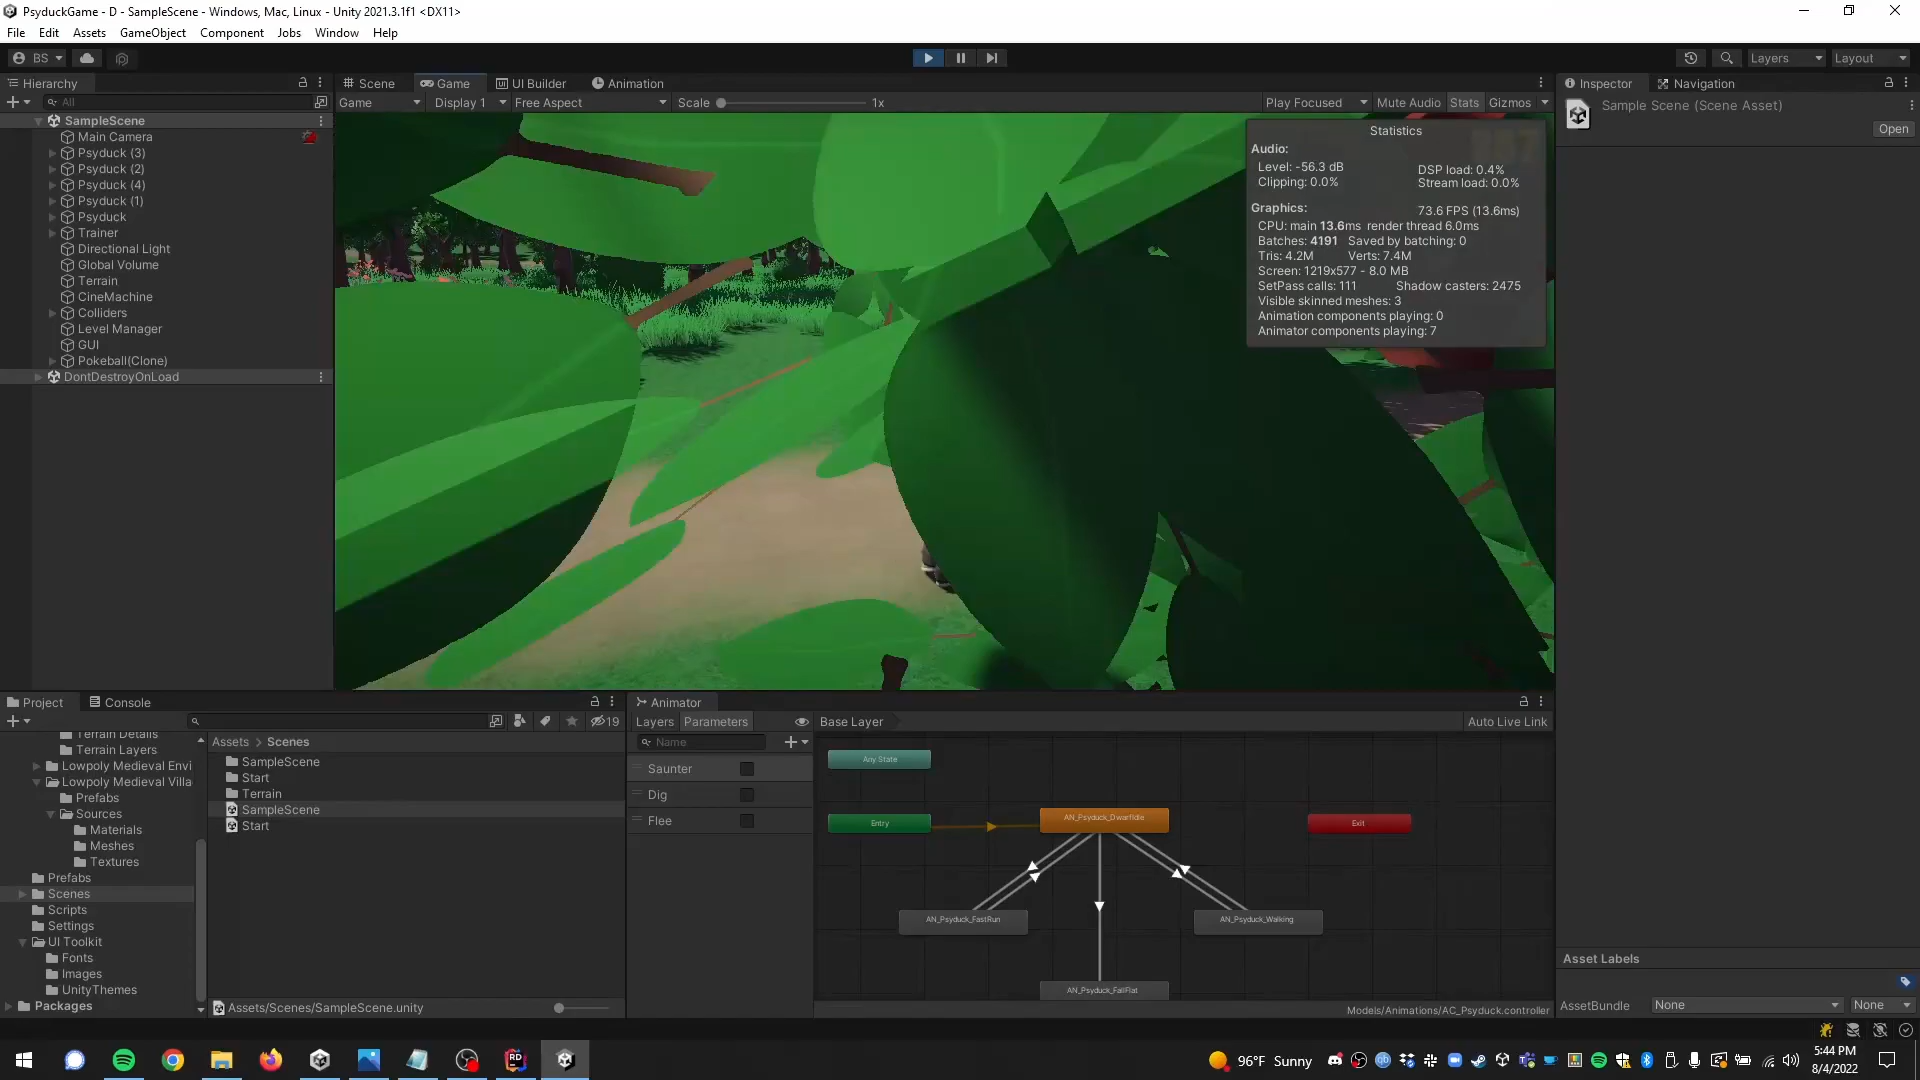 PsyduckGame - D - SampleScene - Windows, Mac, Linux - Unity 2021.3.1f1 <DX11>
File Edit Assets GameObject Component Jobs Window Help
BS
Layers
Layout
Hierarchy
All
SampleScene
Main Camera
Psyduck (3)
Psyduck (2)
Psyduck (4)
Psyduck (1)
Psyduck
Trainer
Directional Light
Global Volume
Terrain
CineMachine
Colliders
Level Manager
GUI
Pokeball(Clone)
DontDestroyOnLoad
Scene
Game
UI Builder
Animation
Game
Display 1
Free Aspect
Scale
1x
Play Focused
Mute Audio
Stats
Gizmos
Statistics
Audio:
Level: -56.3 dB
DSP load: 0.4%
Clipping: 0.0%
Stream load: 0.0%
Graphics:
73.6 FPS (13.6ms)
CPU: main 13.6ms render thread 6.0ms
Batches: 4191 Saved by batching: 0
Tris: 4.2M Verts: 7.4M
Screen: 1219x577 - 8.0 MB
SetPass calls: 111 Shadow casters: 2475
Visible skinned meshes: 3
Animation components playing: 0
Animator components playing: 7
Inspector
Navigation
Sample Scene (Scene Asset)
Open
Project
Console
19
Terrain Details
Terrain Layers
Lowpoly Medieval Envi
Lowpoly Medieval Villa
Prefabs
Sources
Materials
Meshes
Textures
Prefabs
Scenes
Scripts
Settings
UI Toolkit
Fonts
Images
UnityThemes
Packages
Assets > Scenes
SampleScene
Start
Terrain
SampleScene
Start
Assets/Scenes/SampleScene.unity
Animator
Layers
Parameters
Base Layer
Auto Live Link
Name
Saunter
Dig
Flee
Any State
Entry
AN_Psyduck_DwarfIdle
Exit
AN_Psyduck_FastRun
AN_Psyduck_Walking
AN_Psyduck_FallFlat
Models/Animations/AC_Psyduck.controller
Asset Labels
AssetBundle
None
None
96°F Sunny
5:44 PM
8/4/2022